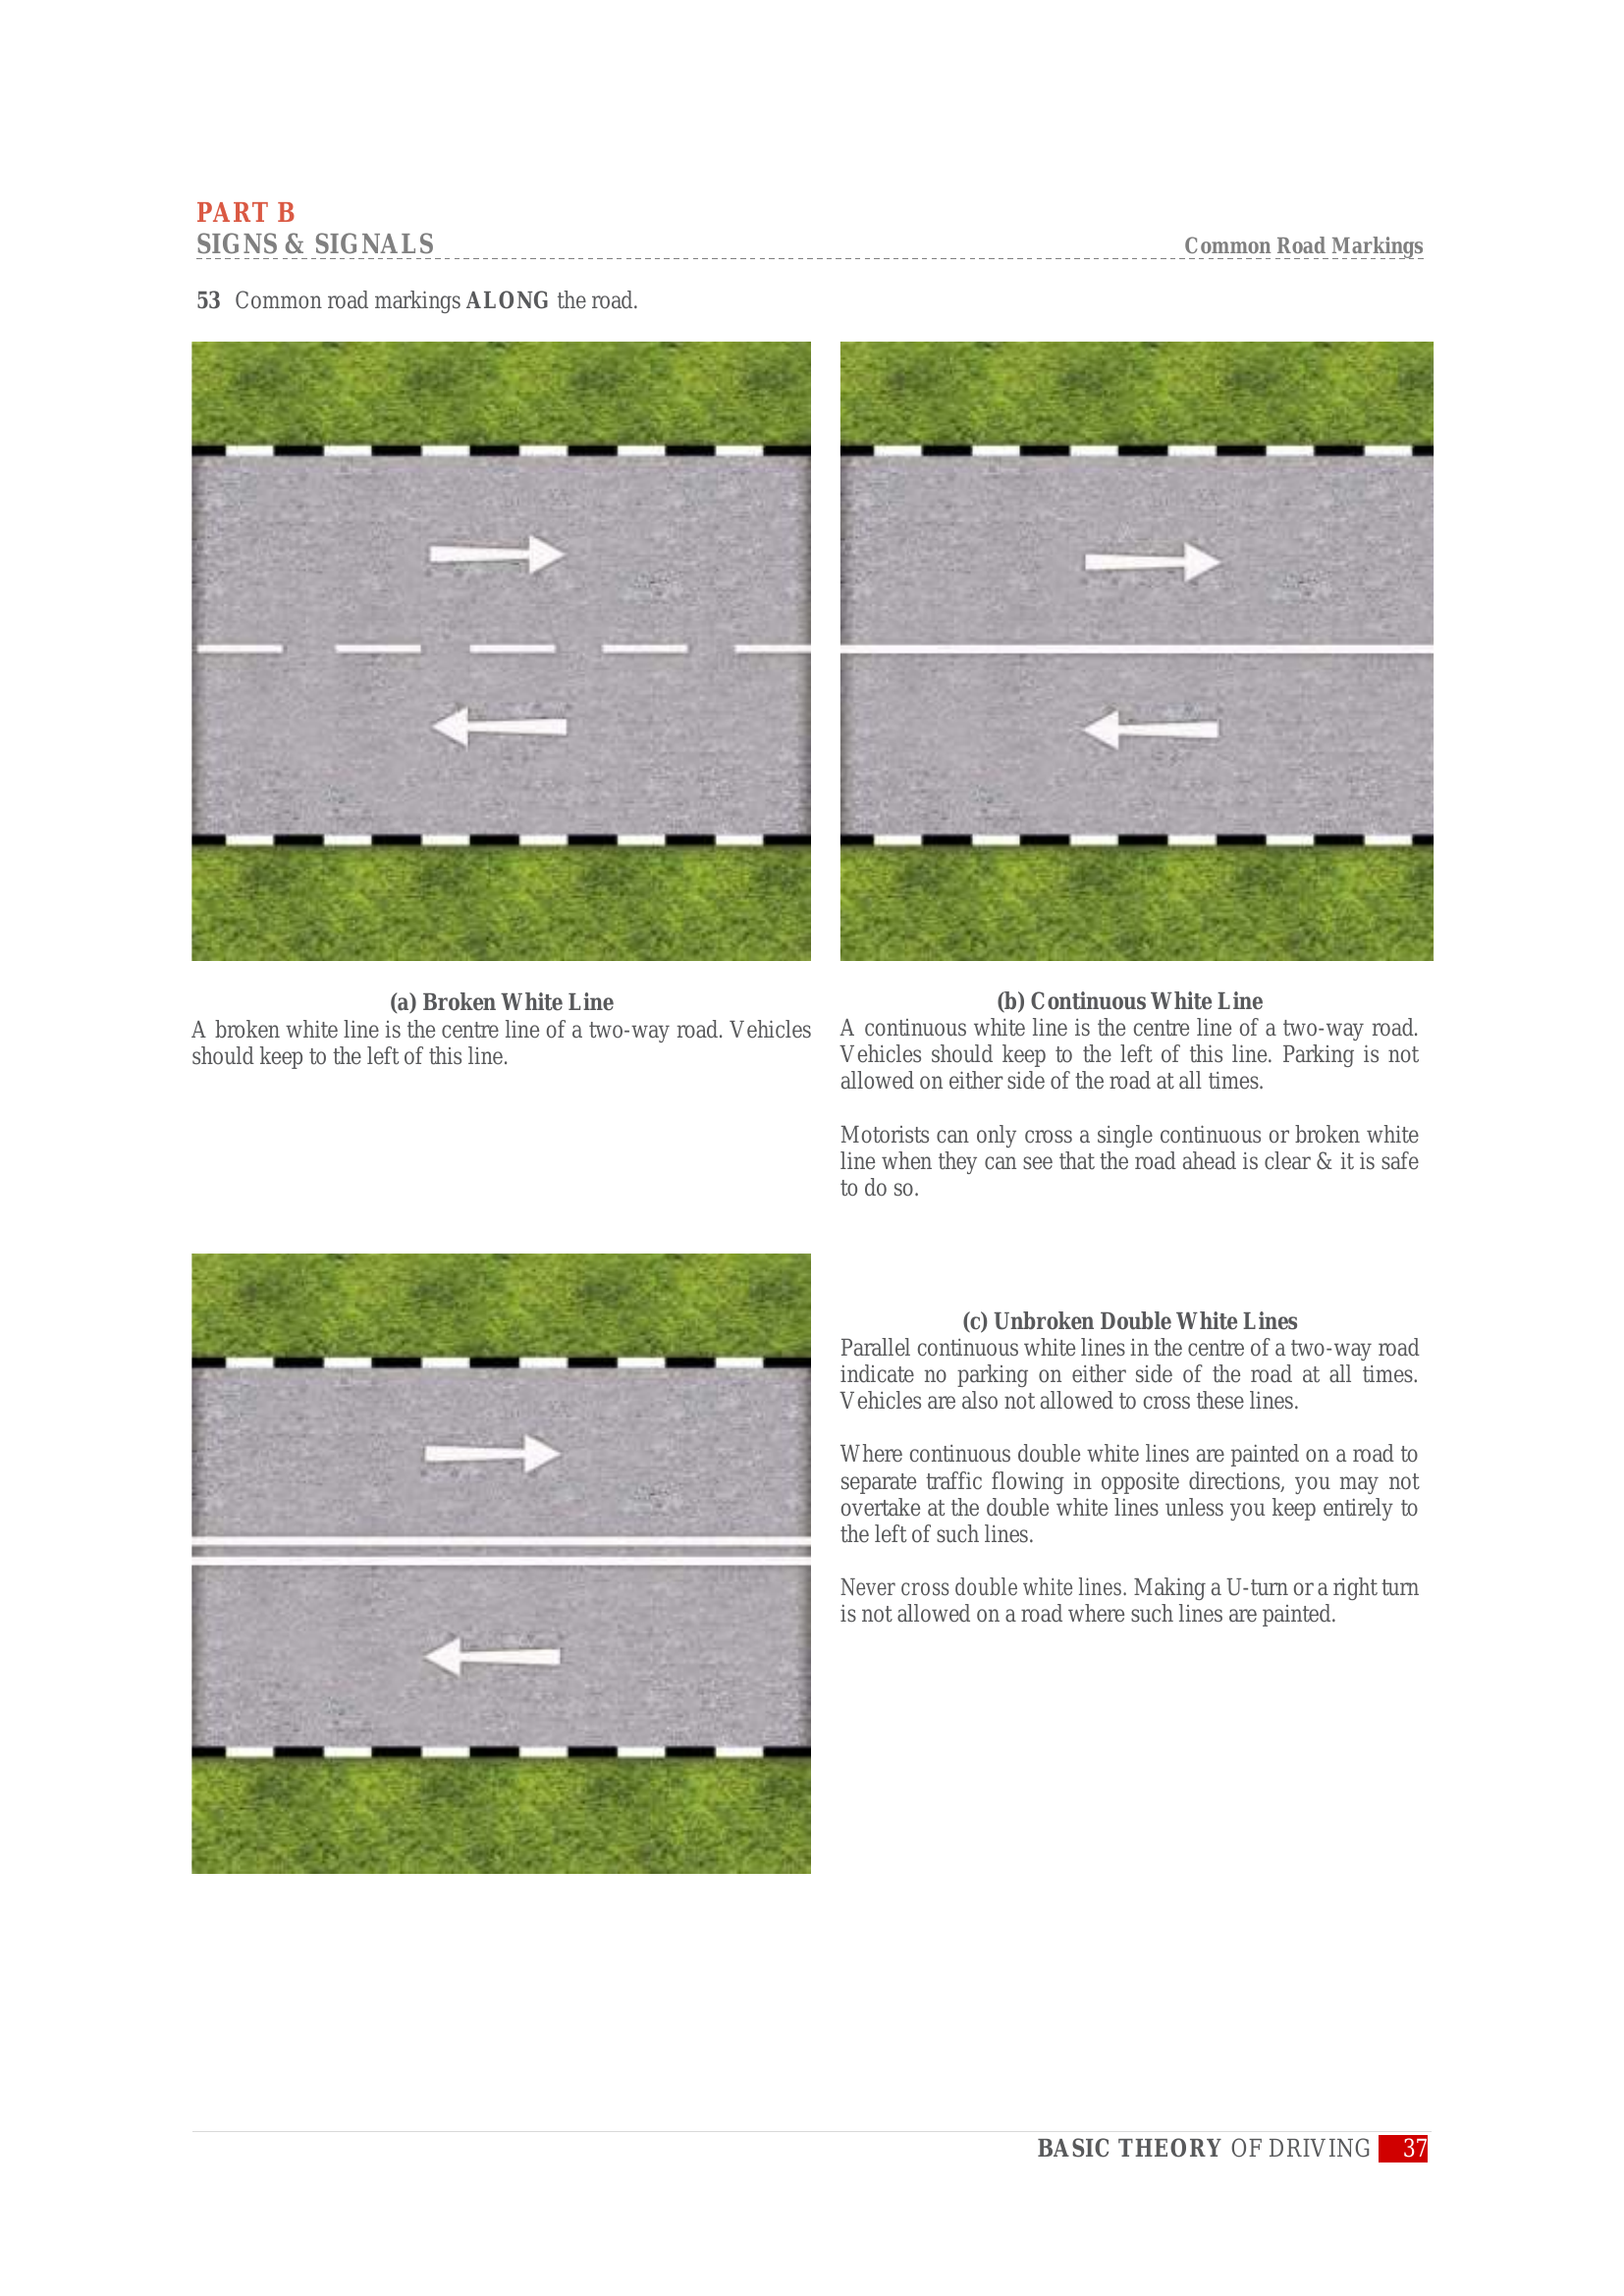 PART B
SIGNS & SIGNALS
Common Road Markings
53 Common road markings ALONG the road.
(a) Broken White Line
A broken white line is the centre line of a two-way road. Vehicles
should keep to the left of this line.
(b) Continuous White Line
A continuous white line is the centre line of a two-way road.
Vehicles should keep to the left of this line. Parking is not
allowed on either side of the road at all times.
Motorists can only cross a single continuous or broken white
line when they can see that the road ahead is clear & it is safe
to do so.
(c) Unbroken Double White Lines
Parallel continuous white lines in the centre of a two-way road
indicate no parking on either side of the road at all times.
Vehicles are also not allowed to cross these lines.
Where continuous double white lines are painted on a road to
separate traffic flowing in opposite directions, you may not
overtake at the double white lines unless you keep entirely to
the left of such lines.
Never cross double white lines. Making a U-turn or a right turn
is not allowed on a road where such lines are painted.
BASIC THEORY OF DRIVING 37